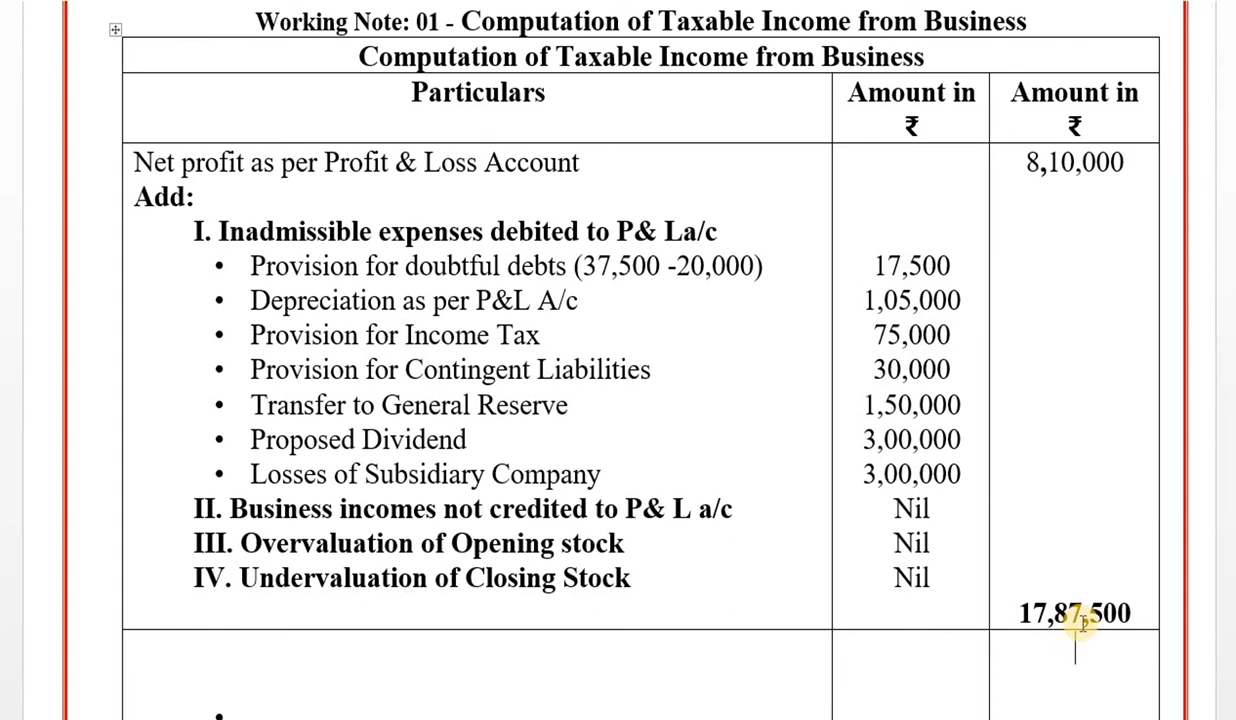 Working Note: 01 - Computation of Taxable Income from Business
Computation of Taxable Income from Business
Particulars Amount in ₹ Amount in ₹
Net profit as per Profit & Loss Account 8,10,000
Add:
I. Inadmissible expenses debited to P& La/c
• Provision for doubtful debts (37,500 -20,000) 17,500
• Depreciation as per P&L A/c 1,05,000
• Provision for Income Tax 75,000
• Provision for Contingent Liabilities 30,000
• Transfer to General Reserve 1,50,000
• Proposed Dividend 3,00,000
• Losses of Subsidiary Company 3,00,000
II. Business incomes not credited to P& L a/c Nil
III. Overvaluation of Opening stock Nil
IV. Undervaluation of Closing Stock Nil
17,87,500